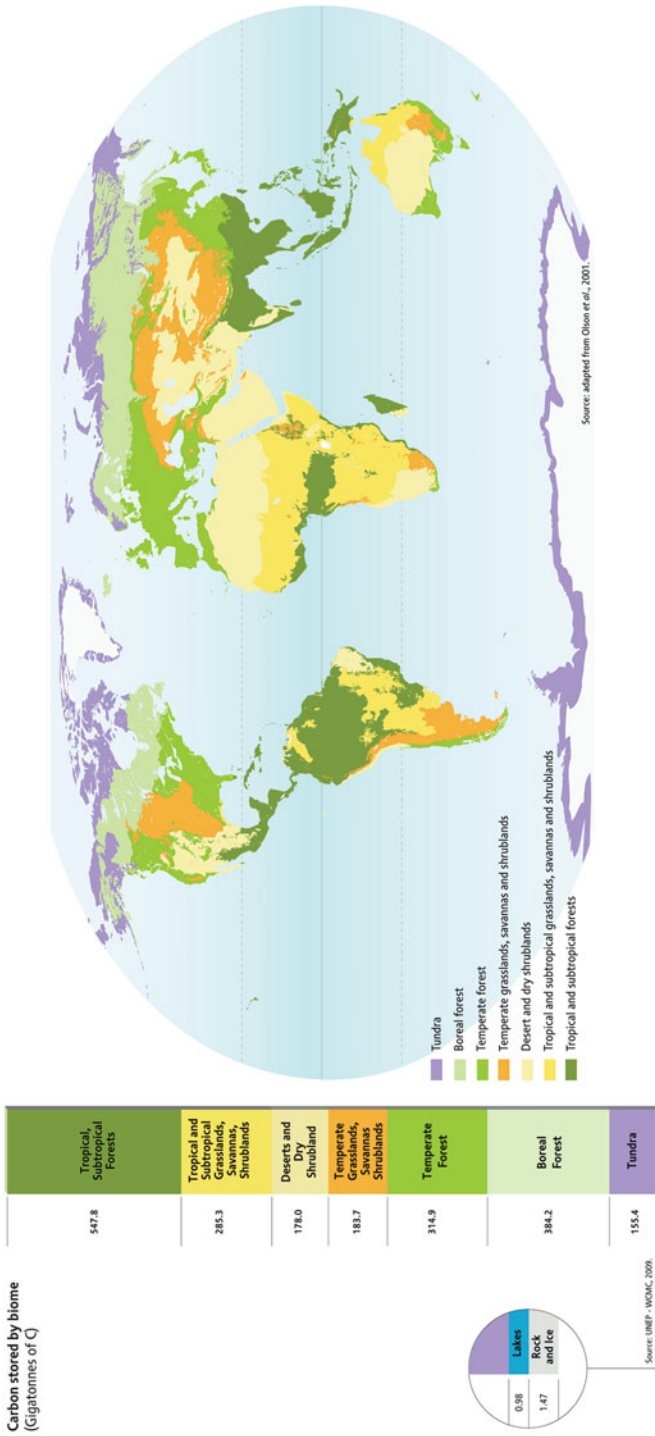 Carbon stored by biome
(Gigatonnes of C)
547.8
Tropical,
Subtropical
Forests
285.3
Tropical and
Subtropical
Grasslands,
Savannas,
Shrublands
178.0
Deserts and
Dry
Shrubland
183.7
Temperate
Grasslands,
Savannas
Shrublands
314.9
Temperate
Forest
384.2
Boreal
Forest
155.4
Tundra
0.98
Lakes
1.47
Rock
and Ice
Source: UNEP - WCMC, 2009.
Tundra
Boreal forest
Temperate forest
Temperate grasslands, savannas and shrublands
Desert and dry shrublands
Tropical and subtropical grasslands, savannas and shrublands
Tropical and subtropical forests
Source: adapted from Olson et al., 2001.